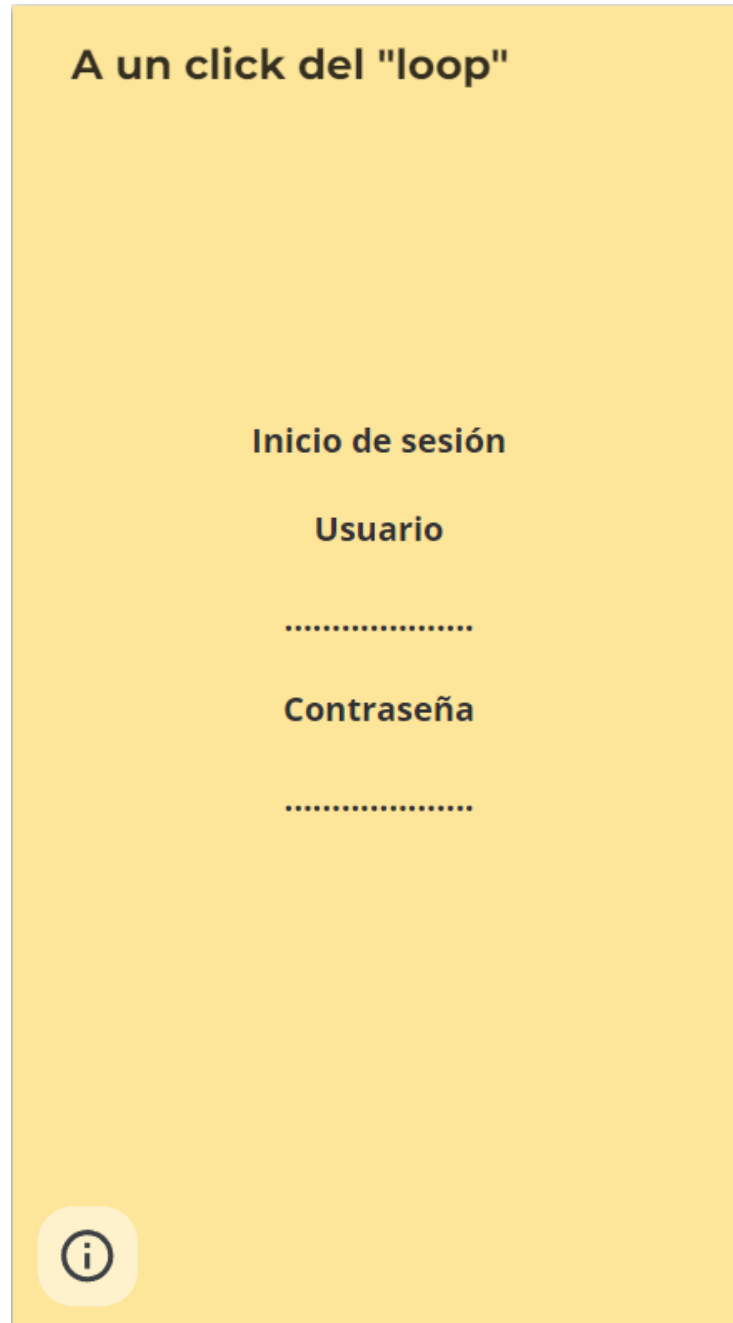 A un click del "loop"
Inicio de sesión
Usuario
....................
Contraseña
....................